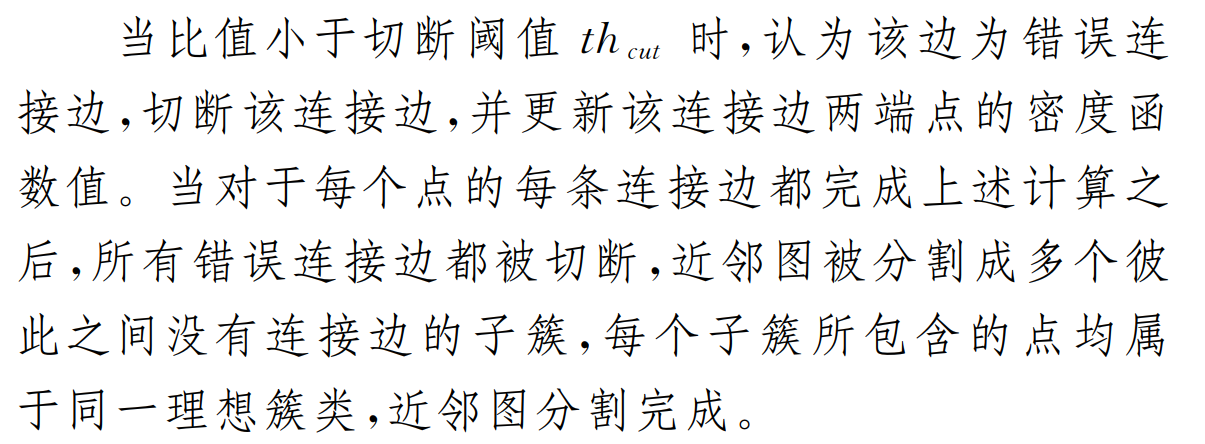 当比值小于切断阈值 th cut 时,认为该边为错误连
接边,切断该连接边,并更新该连接边两端点的密度函
数值。当对于每个点的每条连接边都完成上述计算之
后,所有错误连接边都被切断,近邻图被分割成多个彼
此之间没有连接边的子簇,每个子簇所包含的点均属
于同一理想簇类,近邻图分割完成。